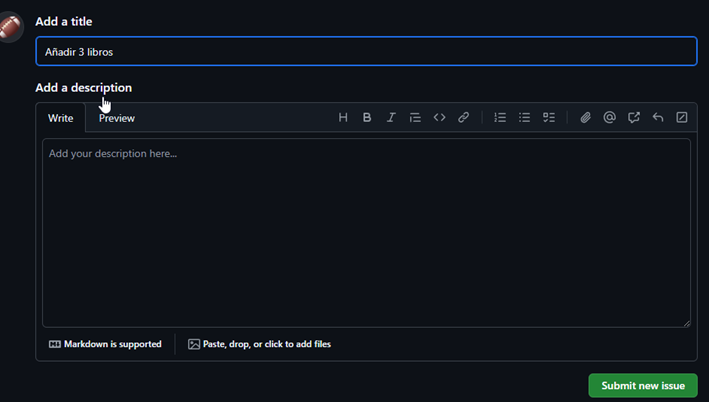 Add a title
Añadir 3 libros
Add a description
Write Preview H B I
Add your description here...
Markdown is supported Paste, drop, or click to add files
Submit new issue